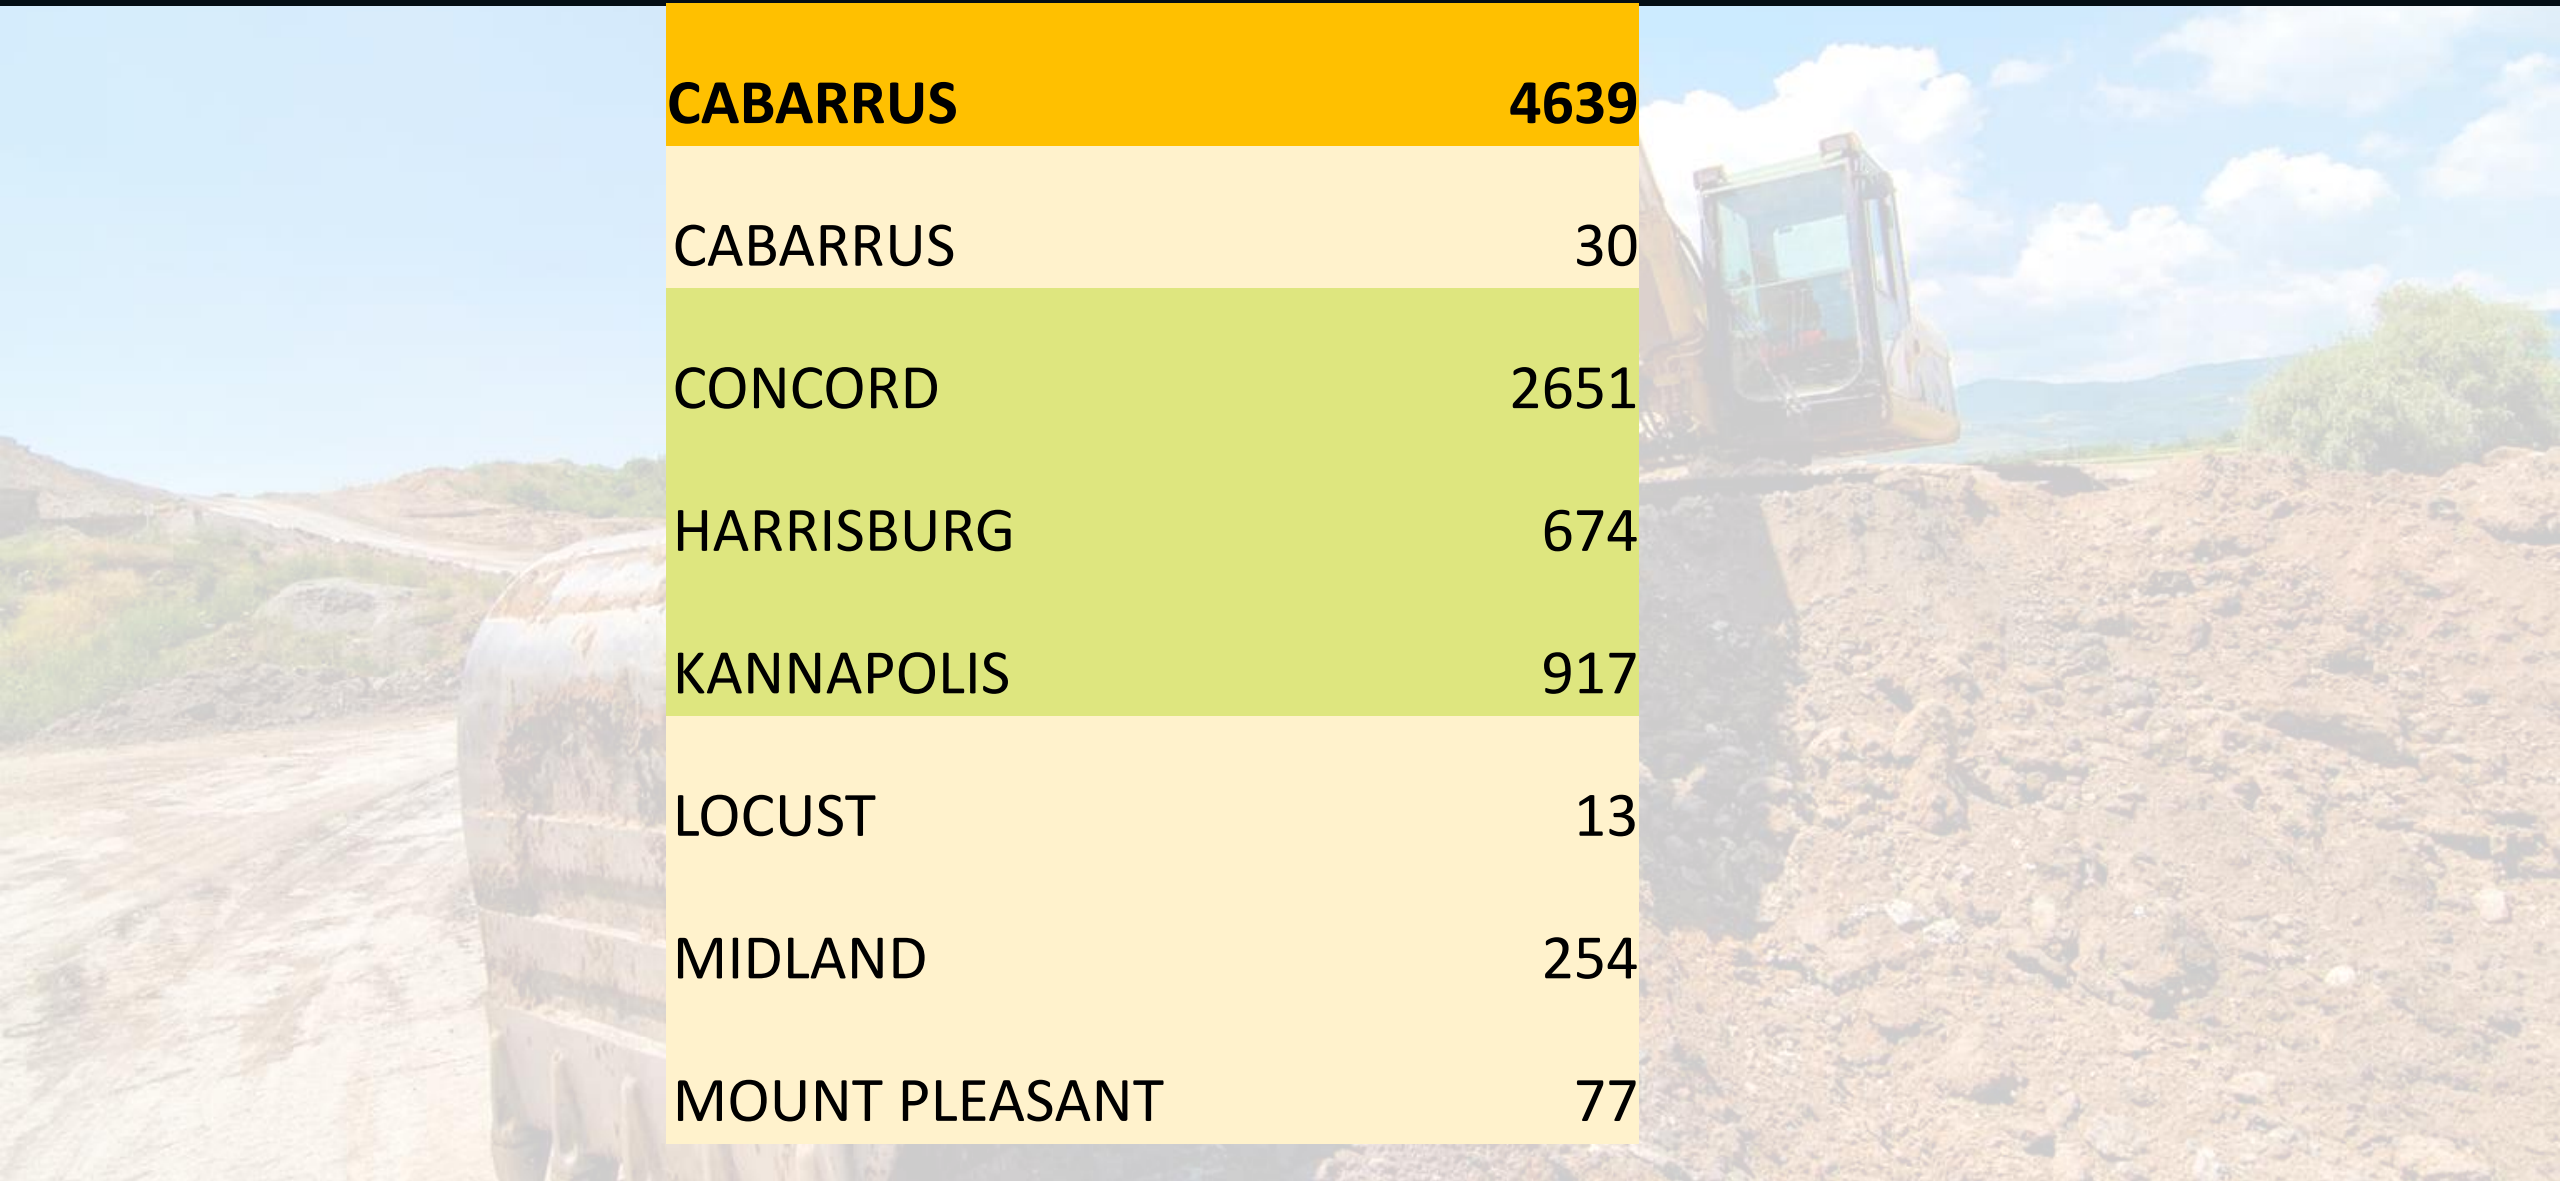 CABARRUS 4639
CABARRUS 30
CONCORD 2651
HARRISBURG 674
KANNAPOLIS 917
LOCUST 13
MIDLAND 254
MOUNT PLEASANT 77